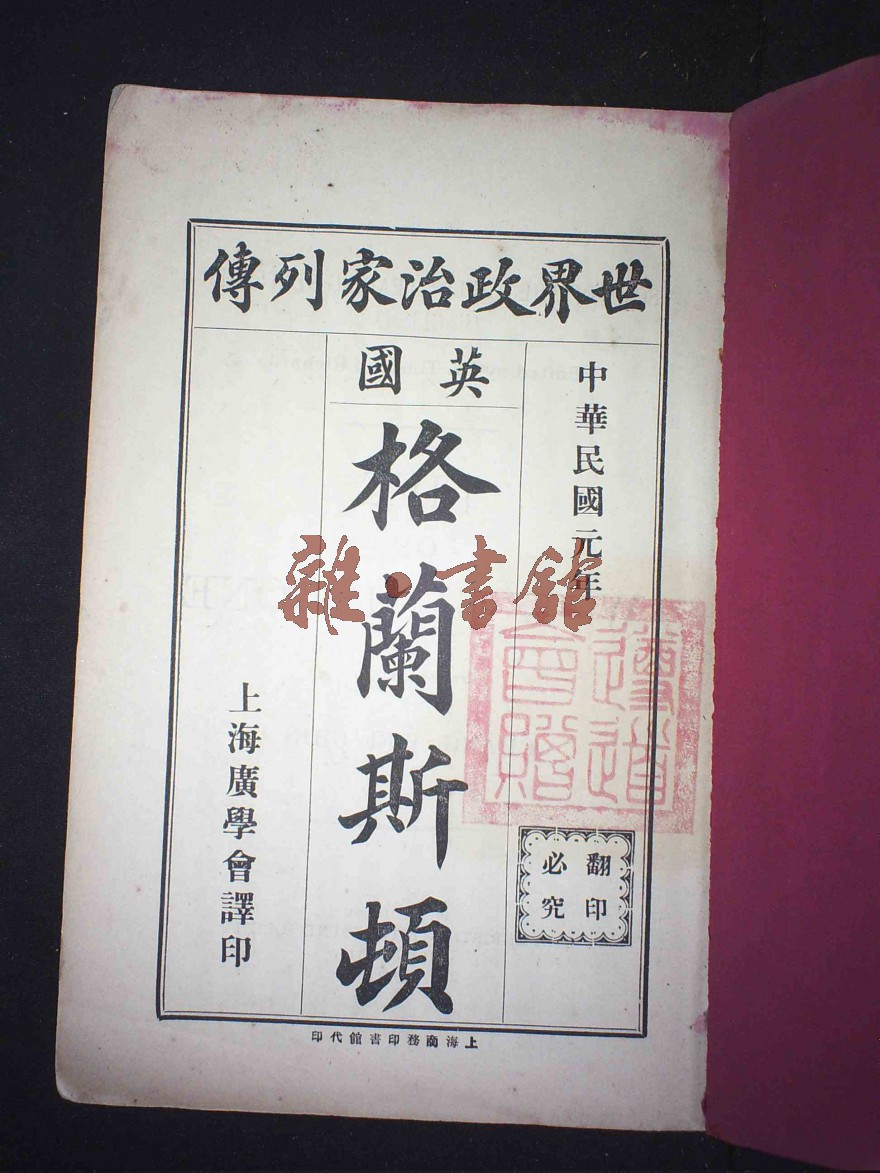 世界政治家列傳
中華民國元年
翻印
必究
英國
格蘭斯頓
上海廣學會譯印
上海商務印書館代印
雜·書館
會贈